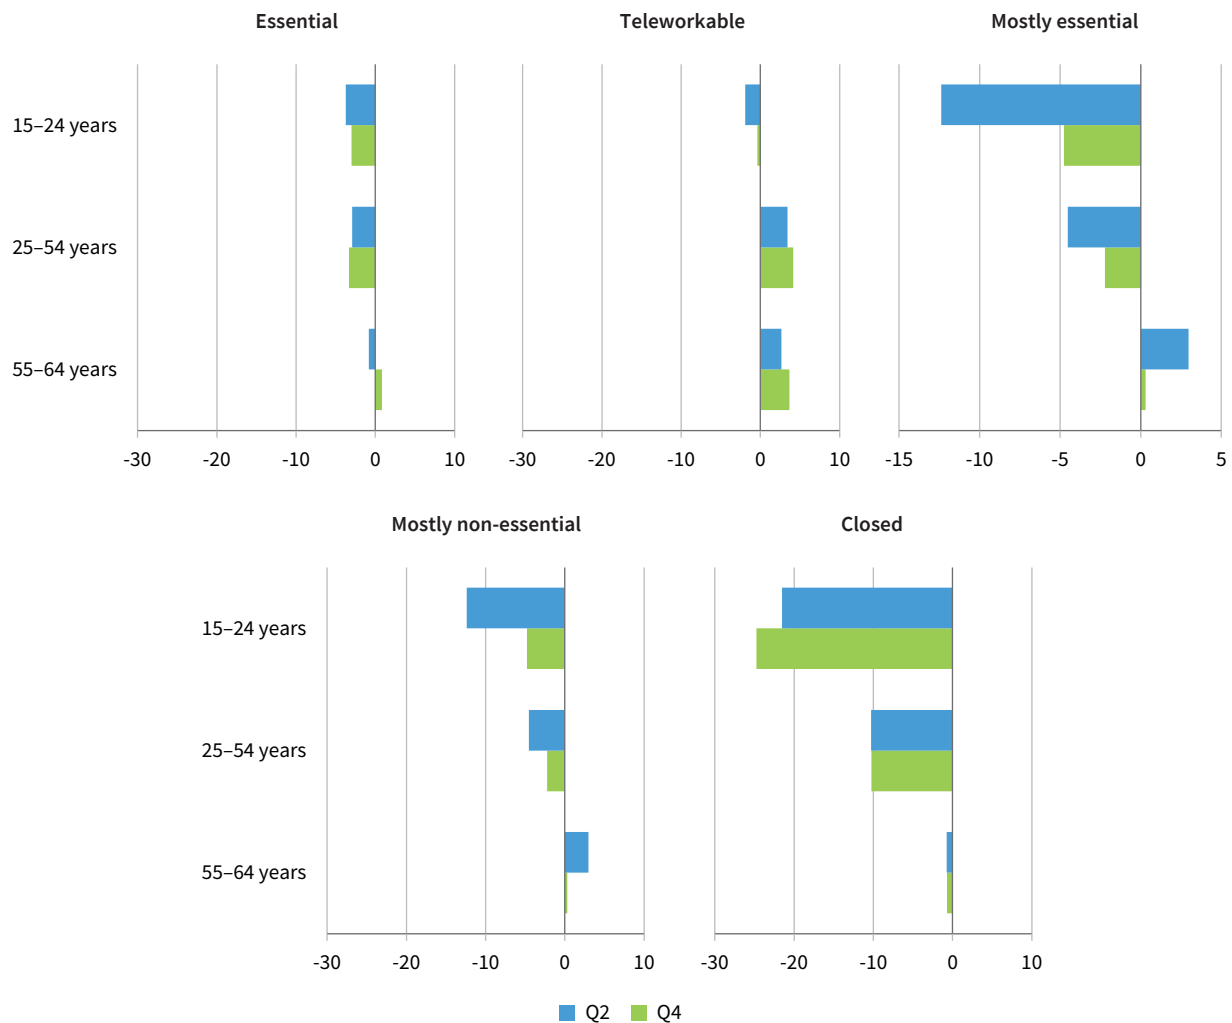 Essential Teleworkable Mostly essential
15–24 years
25–54 years
55–64 years
-30 -20 -10 0 10 -30 -20 -10 0 10 -15 -10 -5 0 5
Mostly non-essential Closed
15–24 years
25–54 years
55–64 years
-30 -20 -10 0 10 -30 -20 -10 0 10
Q2 Q4